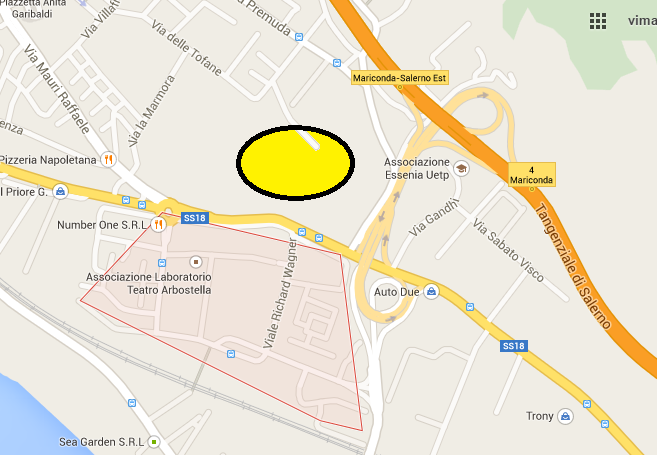 Piazzetta Anita
Garibaldi
Via Villaf
o Premuda
vima
Via delle Tofane
Via Mauri Raffaele
Via la Marmora
Mariconda-Salerno Est
enza
Pizzeria Napoletana
Associazione
Essenia Uetp
4
Mariconda
l Priore G.
SS18
Number One S.R.L
Via Gandhi
Via Sabato Visco
Tangenziale di Salerno
Associazione Laboratorio
Teatro Arbostella
Viale Richard Wagner
Auto Due
SS18
Trony
Sea Garden S.R.L